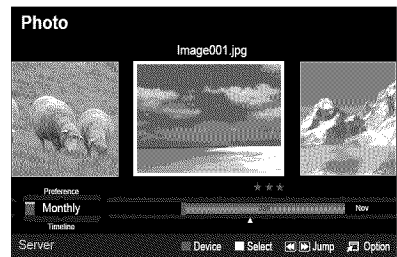 Photo
Image001.jpg
Preference
Monthly
Nov
Timeline
Server
Device Select Jump Option